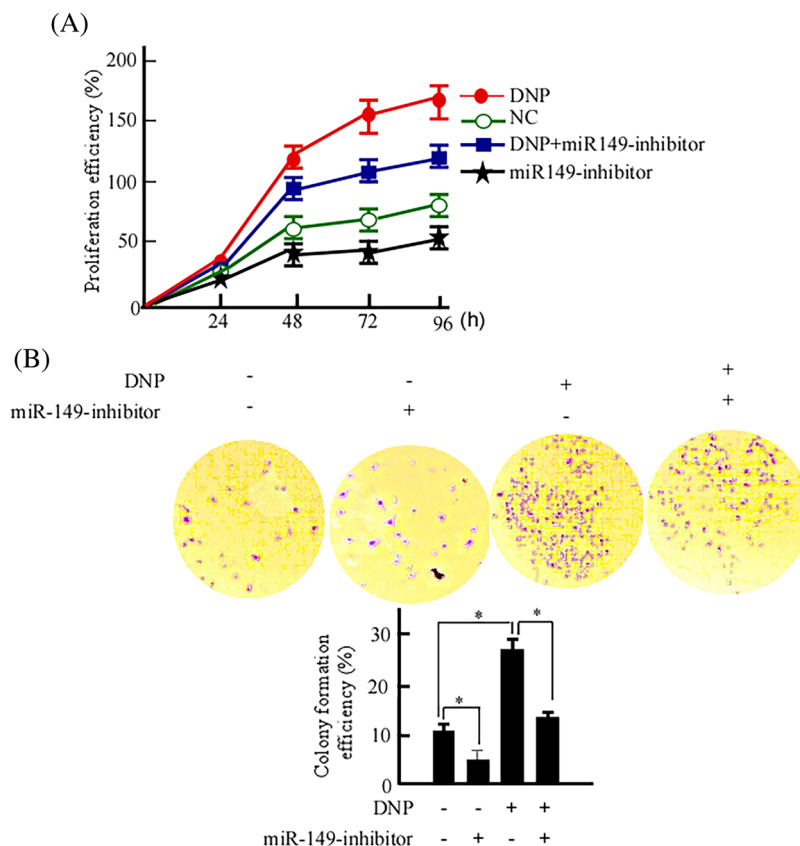 (A)
Proliferation efficiency (%)
200
150
100
50
0
24 48 72 96 (h)
DNP
NC
DNP+miR149-inhibitor
miR149-inhibitor
(B)
DNP - - + +
miR-149-inhibitor - + - +
Colony formation
efficiency (%)
30
20
10
0
* * *
DNP - - + +
miR-149-inhibitor - + - +